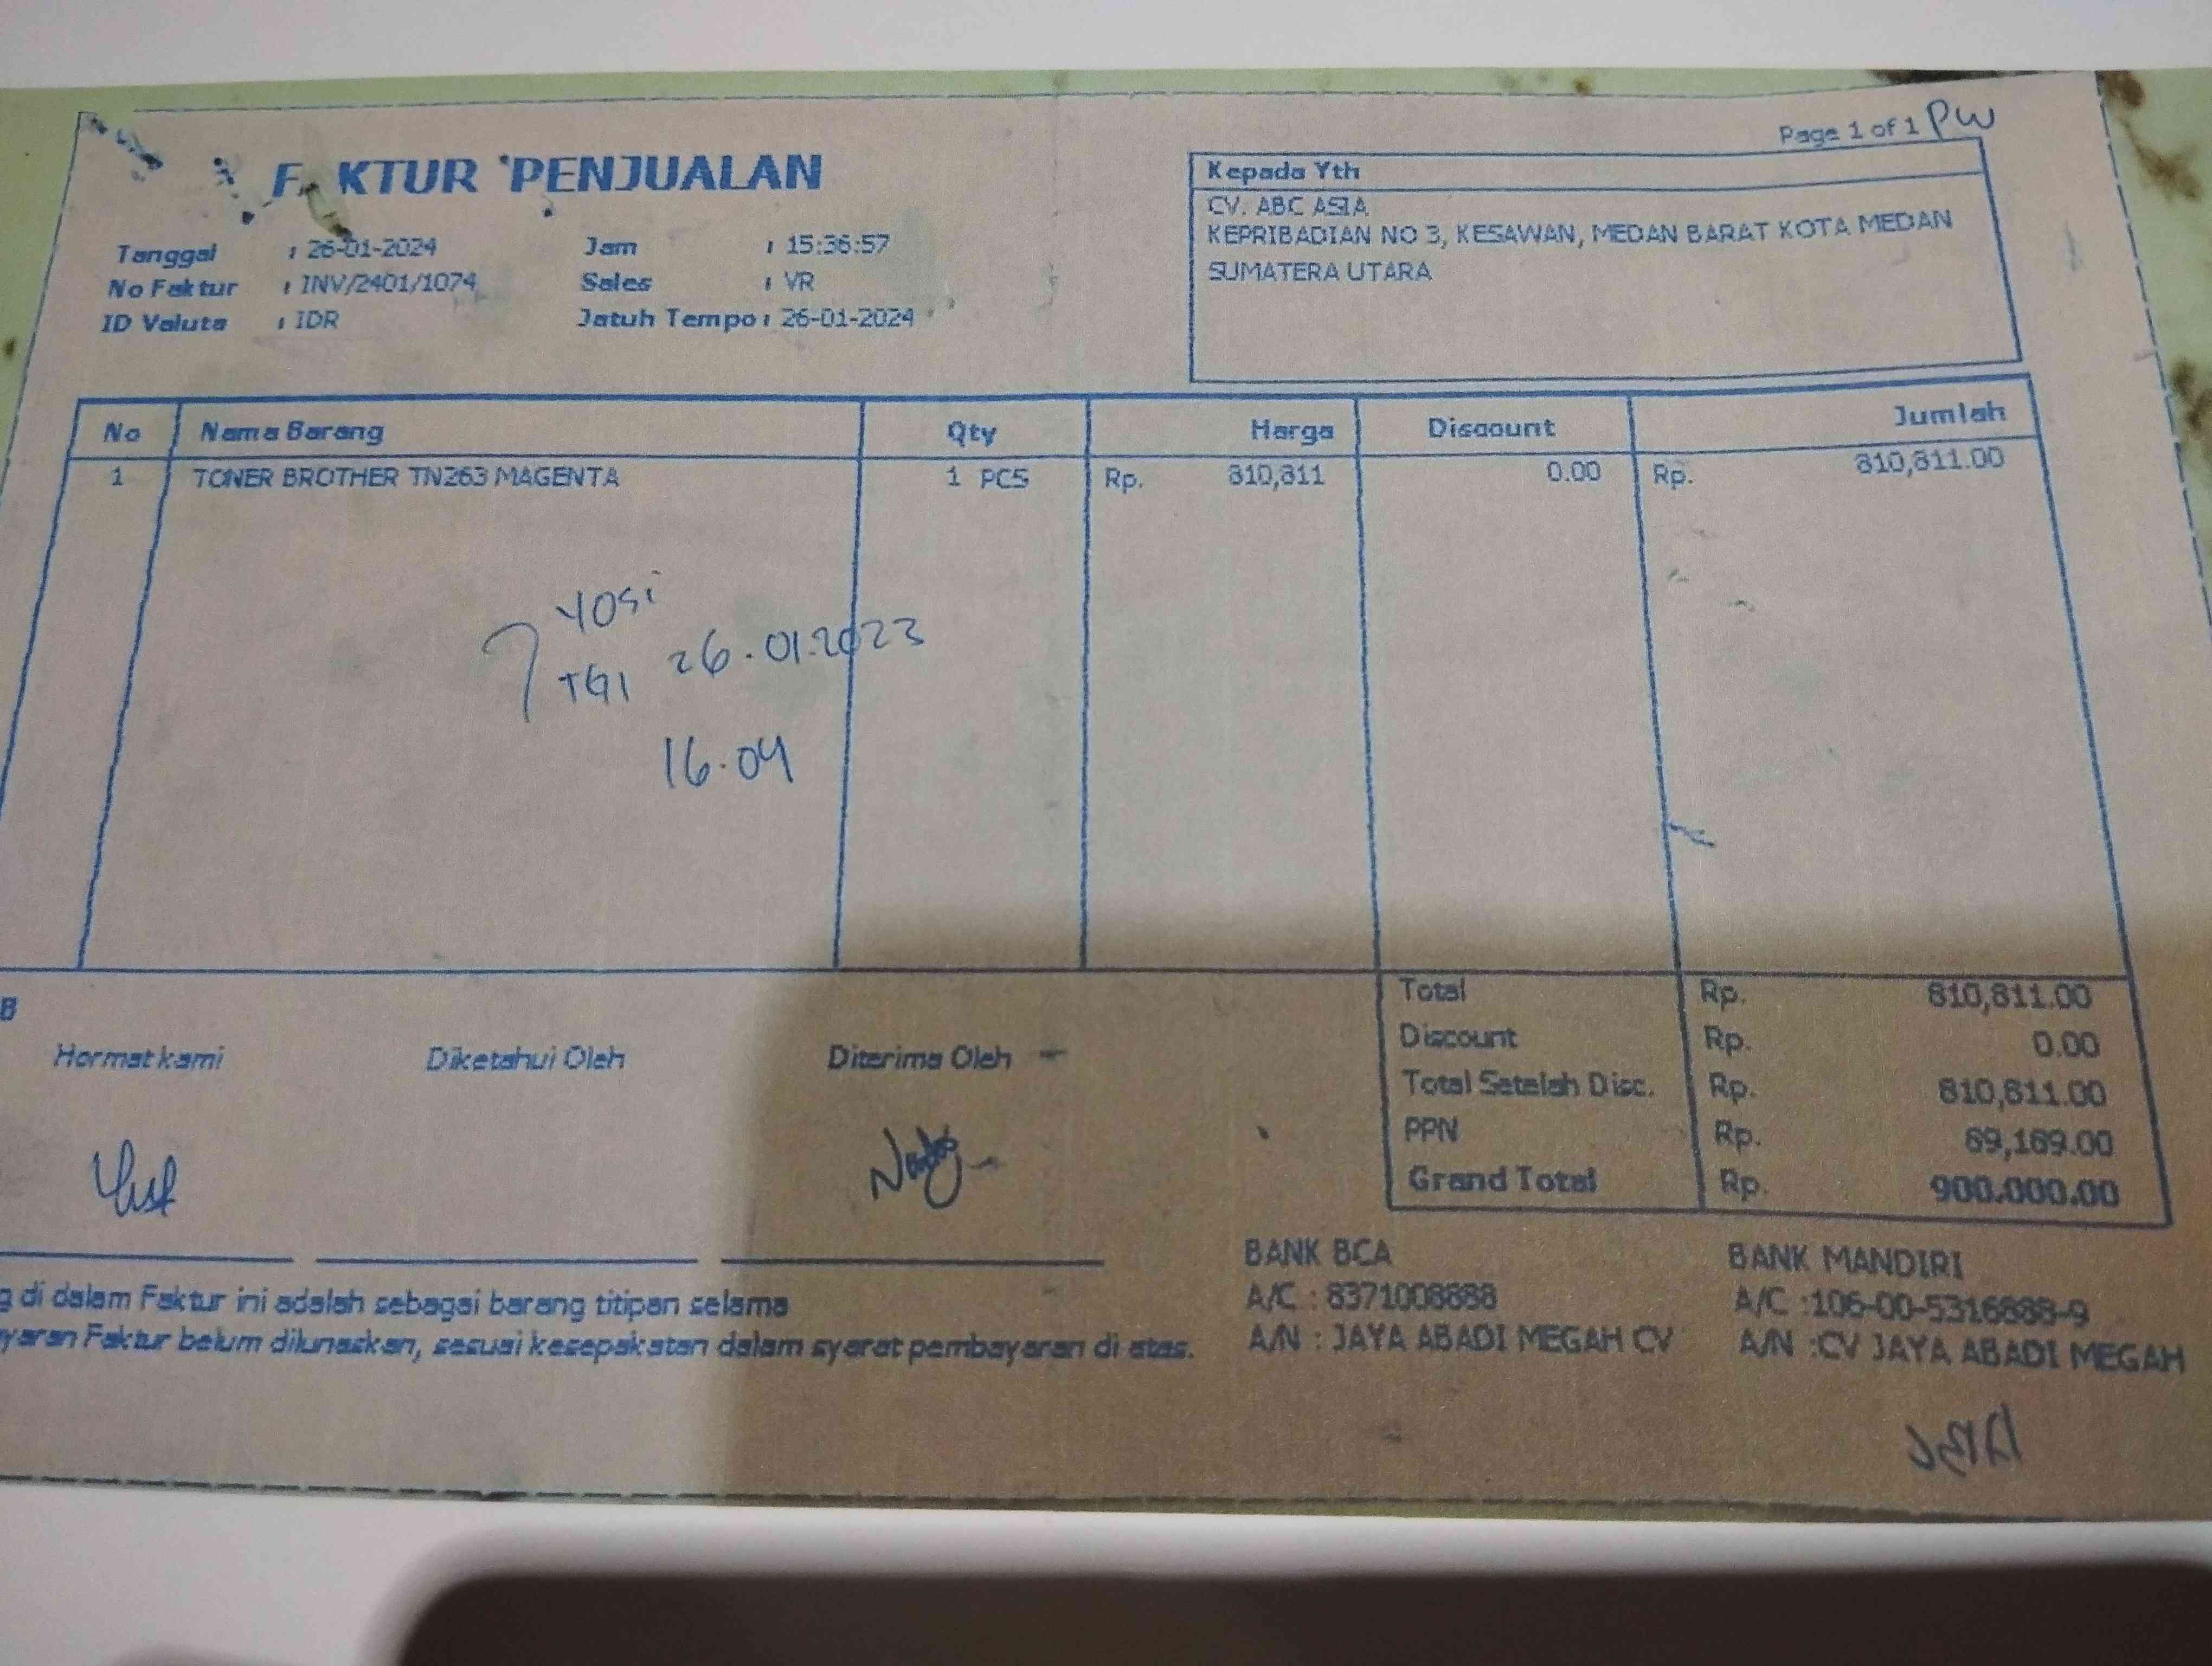 Page 1 of 1 PW
FAKTUR PENJUALAN
Tanggal : 26-01-2024 Jam : 15:36:57
No Faktur : INV/2401/1074 Sales : VR
ID Valuta : IDR Jatuh Tempo : 26-01-2024
Kepada Yth
CV. ABC ASIA
KEPRIBADIAN NO 3, KESAWAN, MEDAN BARAT KOTA MEDAN
SUMATERA UTARA
No Nama Barang Qty Harga Discount Jumlah
1 TONER BROTHER TN263 MAGENTA 1 PCS Rp. 810,811 0.00 Rp. 810,811.00
YOSi
TGl 26.01.2023
16.04
Total Rp. 810,811.00
Discount Rp. 0.00
Total Setelah Disc. Rp. 810,811.00
PPN Rp. 89,189.00
Grand Total Rp. 900.000.00
B
Hormat kami Diketahui Oleh Diterima Oleh
g di dalam Faktur ini adalah sebagai barang titipan selama
yaran Faktur belum dilunaskan, sesuai kesepakatan dalam syarat pembayaran di atas.
BANK BCA
A/C : 8371008888
A/N : JAYA ABADI MEGAH CV
BANK MANDIRI
A/C :106-00-5316888-9
A/N :CV JAYA ABADI MEGAH